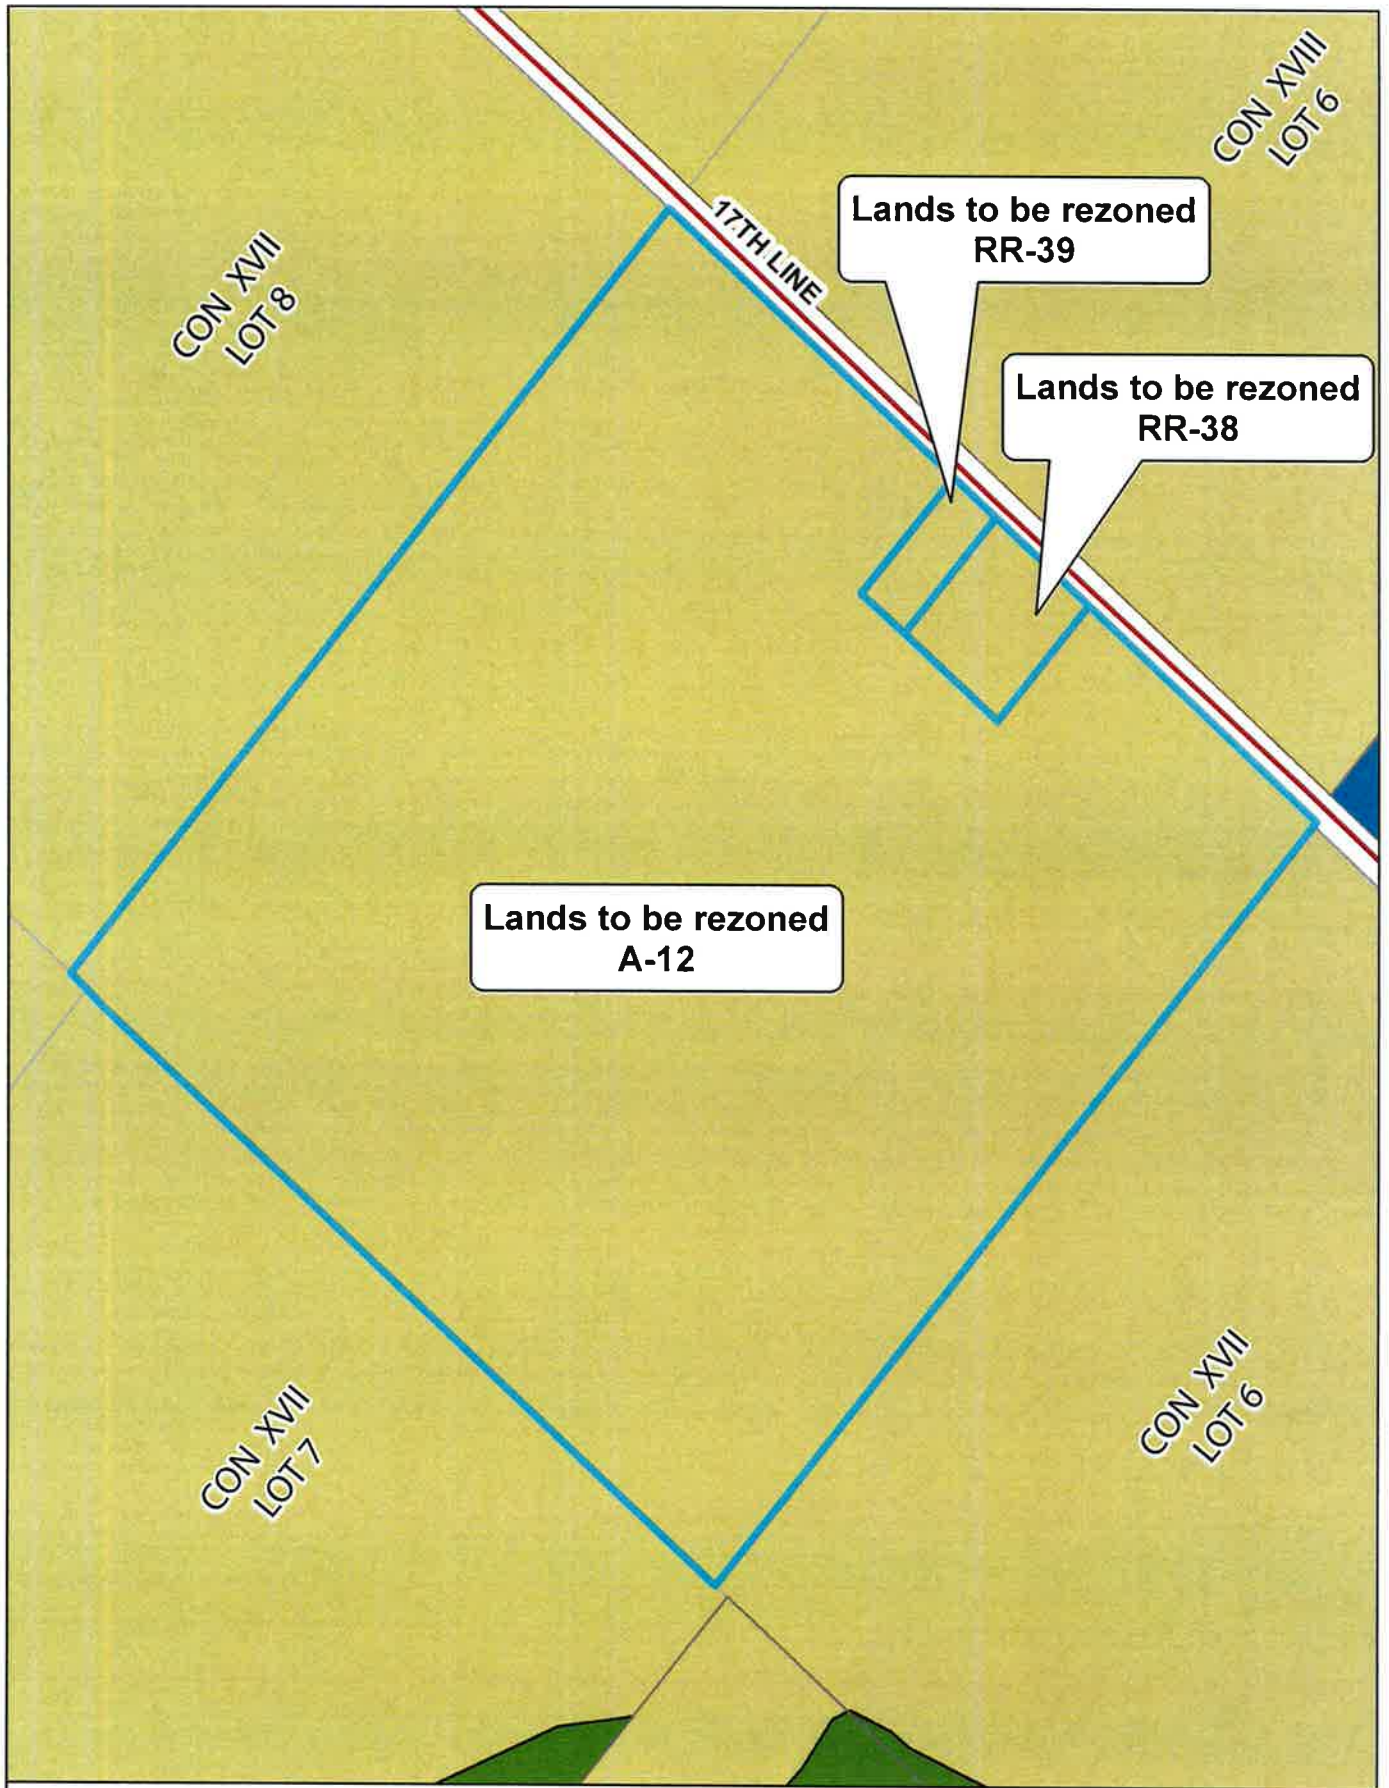 CON XVIII
LOT 6
Lands to be rezoned
RR-39
17TH LINE
CON XVII
LOT 8
Lands to be rezoned
RR-38
Lands to be rezoned
A-12
CON XVII
LOT 6
CON XVII
LOT 7